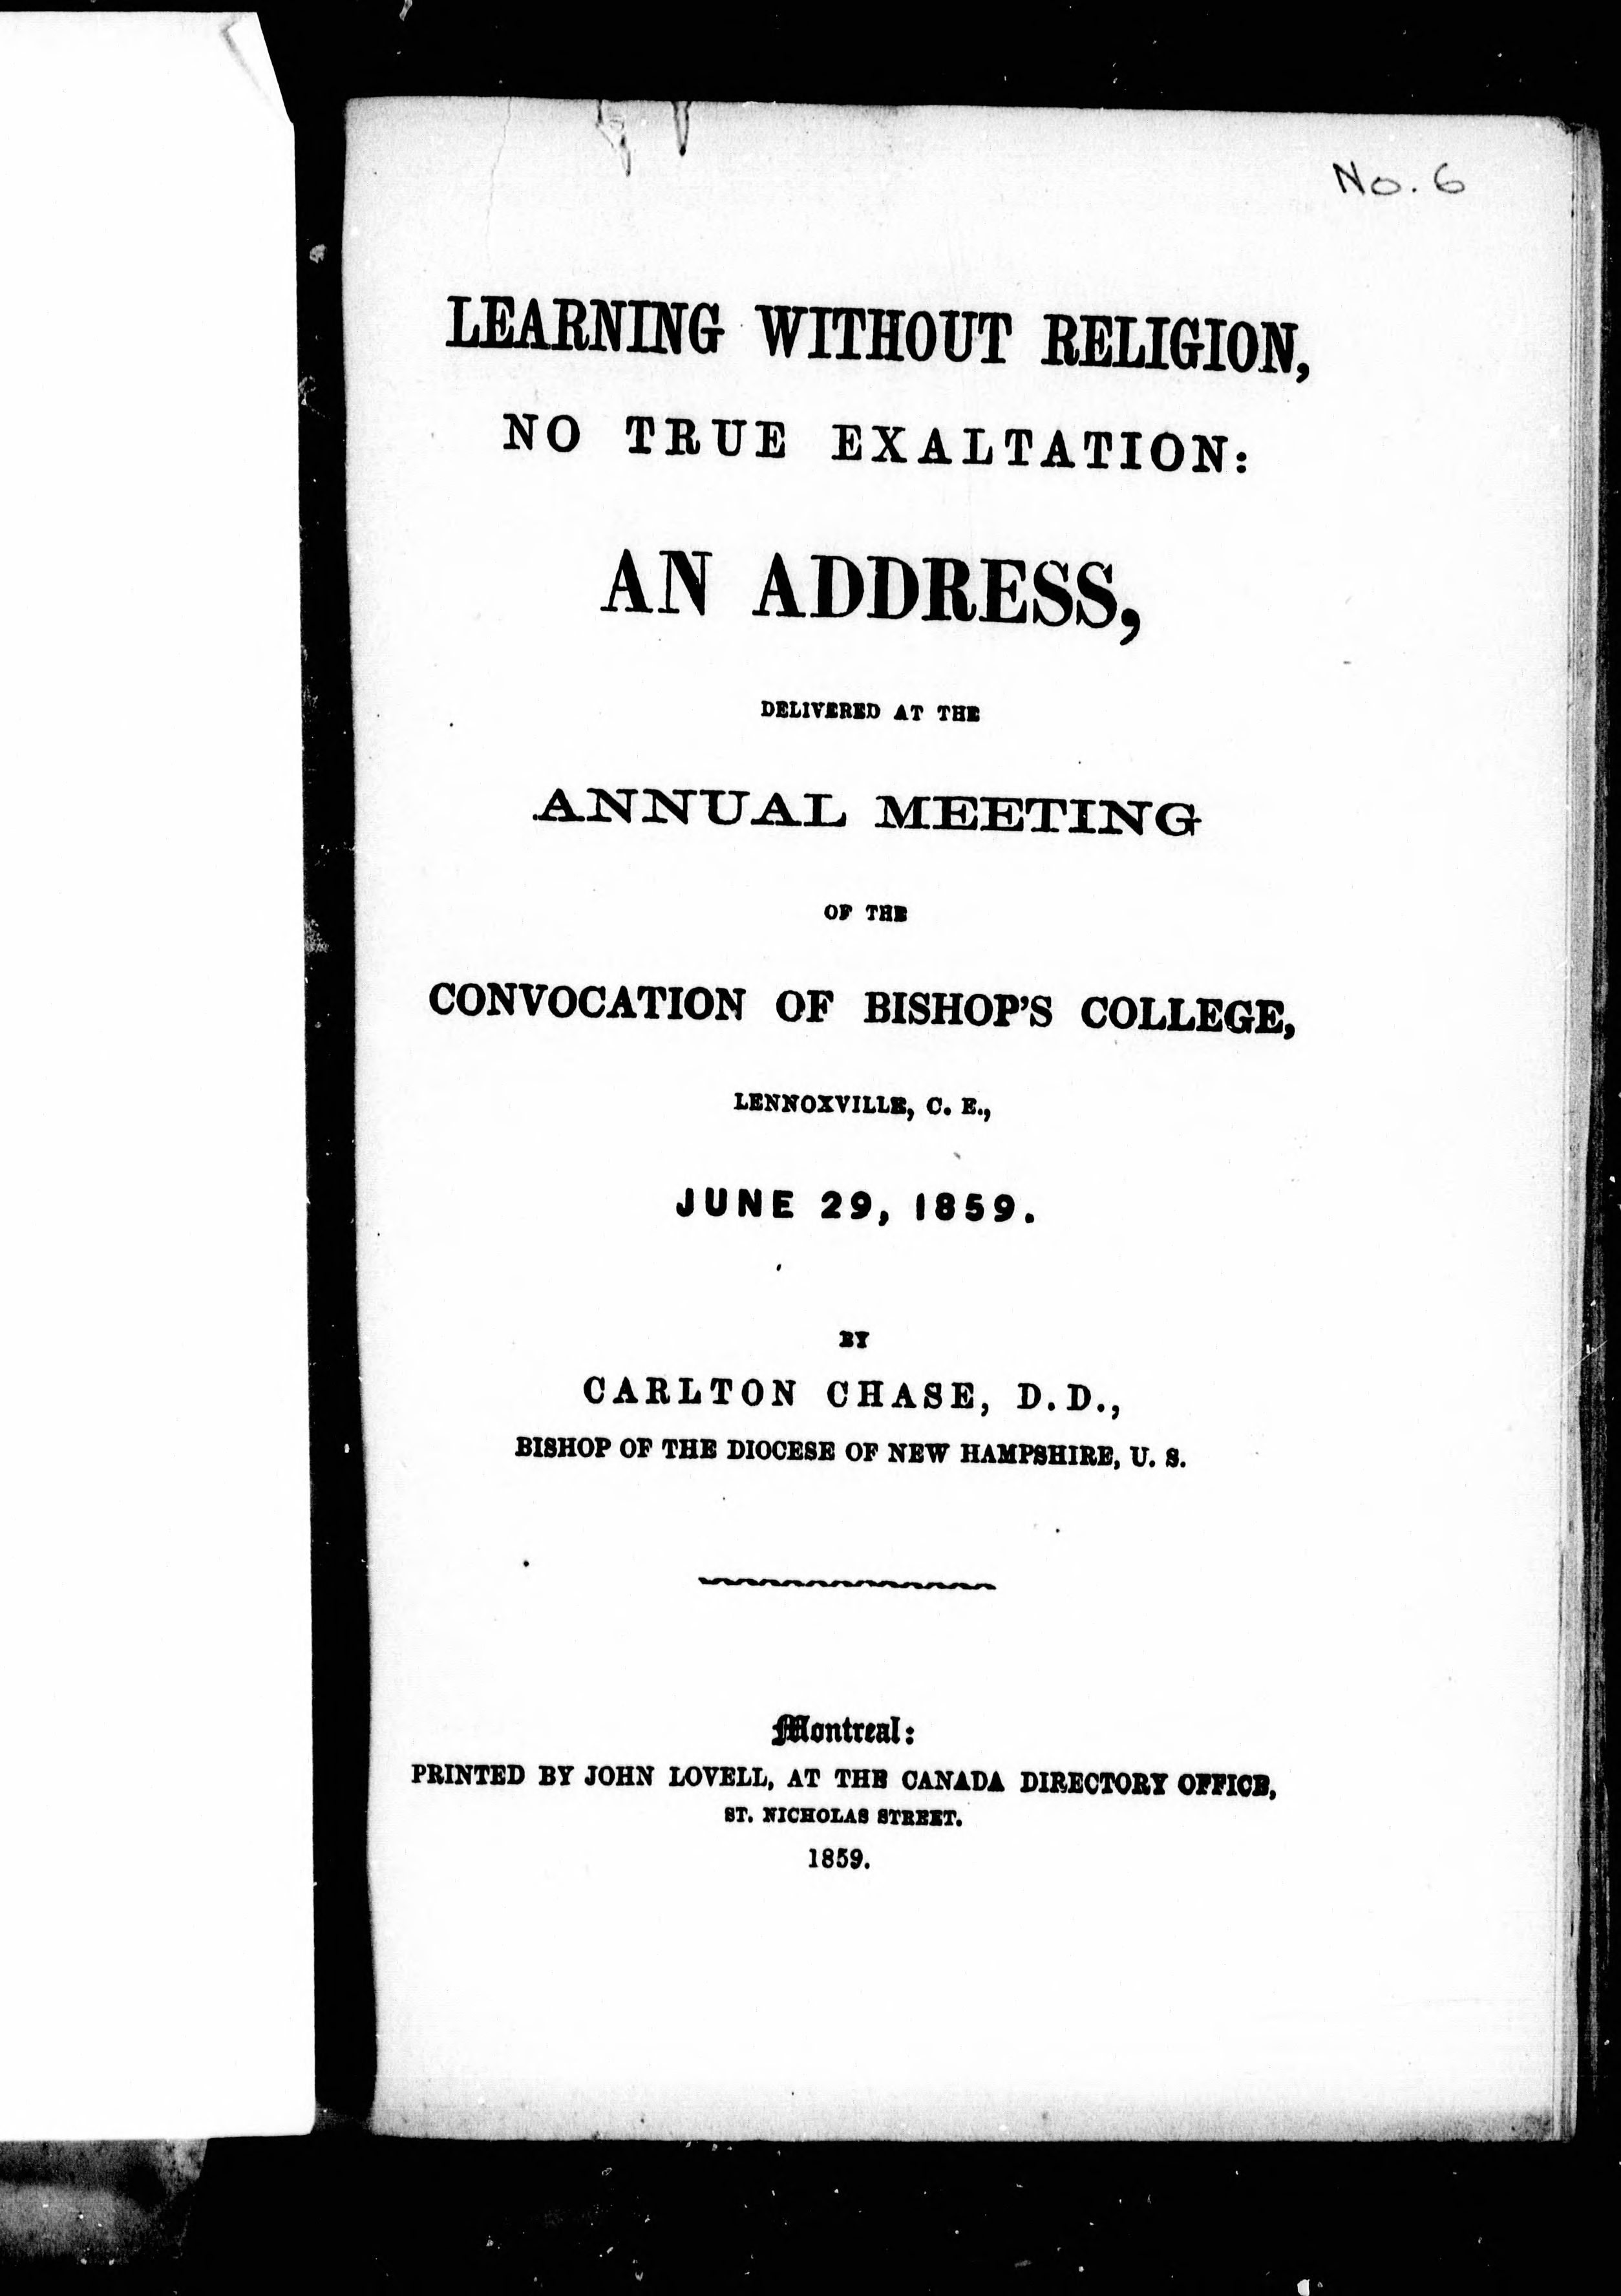 No. 6
LEARNING WITHOUT RELIGION,
NO TRUE EXALTATION:
AN ADDRESS,
DELIVERED AT THE
ANNUAL MEETING
OF THE
CONVOCATION OF BISHOP'S COLLEGE,
LENNOXVILLE, C. E.,
JUNE 29, 1859.
BY
CARLTON CHASE, D.D.,
BISHOP OF THE DIOCESE OF NEW HAMPSHIRE, U. S.
Montreal:
PRINTED BY JOHN LOVELL, AT THE CANADA DIRECTORY OFFICE,
ST. NICHOLAS STREET.
1859.